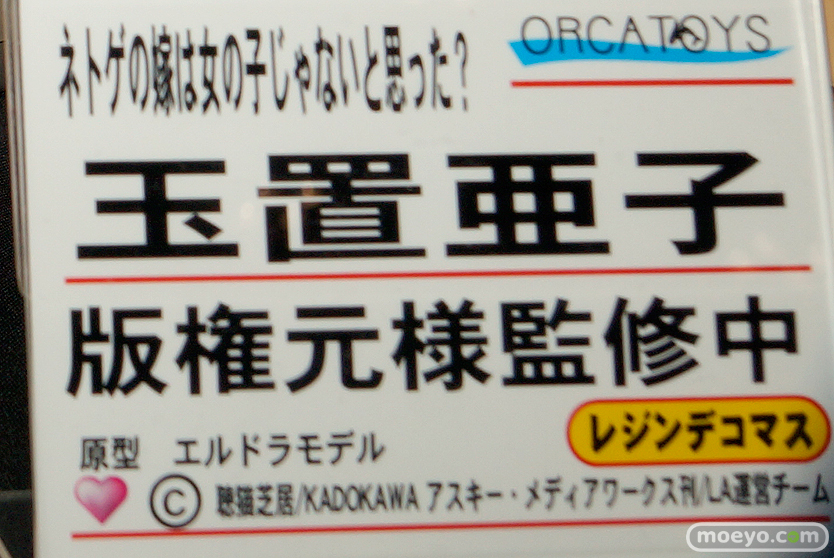 ORCATOYS
ネトゲの嫁は女の子じゃないと思った？
玉置亜子
版権元様監修中
レジンデコマス
原型 エルドラモデル
©聴猫芝居/KADOKAWA アスキー・メディアワークス刊/LA運営チーム
moeyo.com